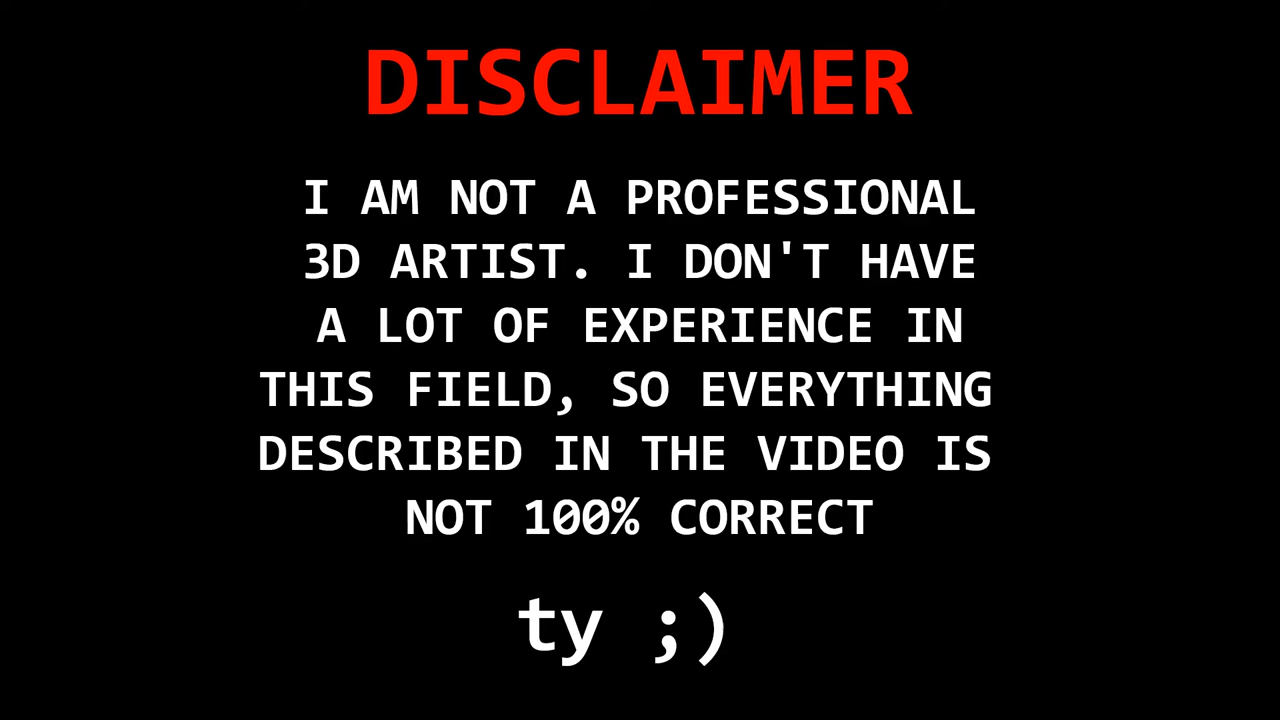 DISCLAIMER
I AM NOT A PROFESSIONAL
3D ARTIST. I DON'T HAVE
A LOT OF EXPERIENCE IN
THIS FIELD, SO EVERYTHING
DESCRIBED IN THE VIDEO IS
NOT 100% CORRECT
ty ;)